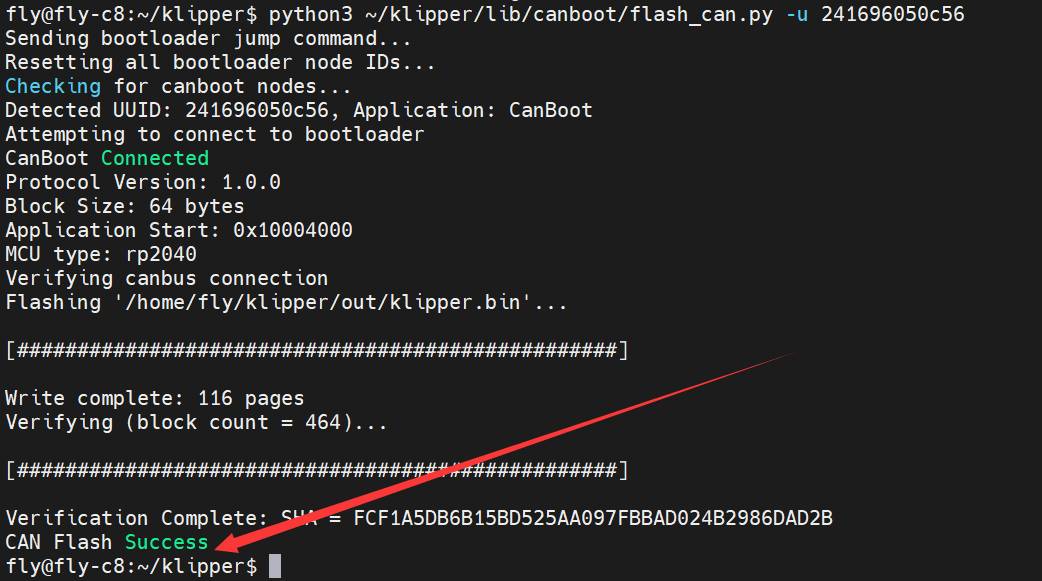 fly@fly-c8:~/klipper$ python3 ~/klipper/lib/canboot/flash_can.py -u 241696050c56
Sending bootloader jump command...
Resetting all bootloader node IDs...
Checking for canboot nodes...
Detected UUID: 241696050c56, Application: CanBoot
Attempting to connect to bootloader
CanBoot Connected
Protocol Version: 1.0.0
Block Size: 64 bytes
Application Start: 0x10004000
MCU type: rp2040
Verifying canbus connection
Flashing '/home/fly/klipper/out/klipper.bin'...
[##################################################]
Write complete: 116 pages
Verifying (block count = 464)...
[##################################################]
Verification Complete: SHA = FCF1A5DB6B15BD525AA097FBBAD024B2986DAD2B
CAN Flash Success
fly@fly-c8:~/klipper$